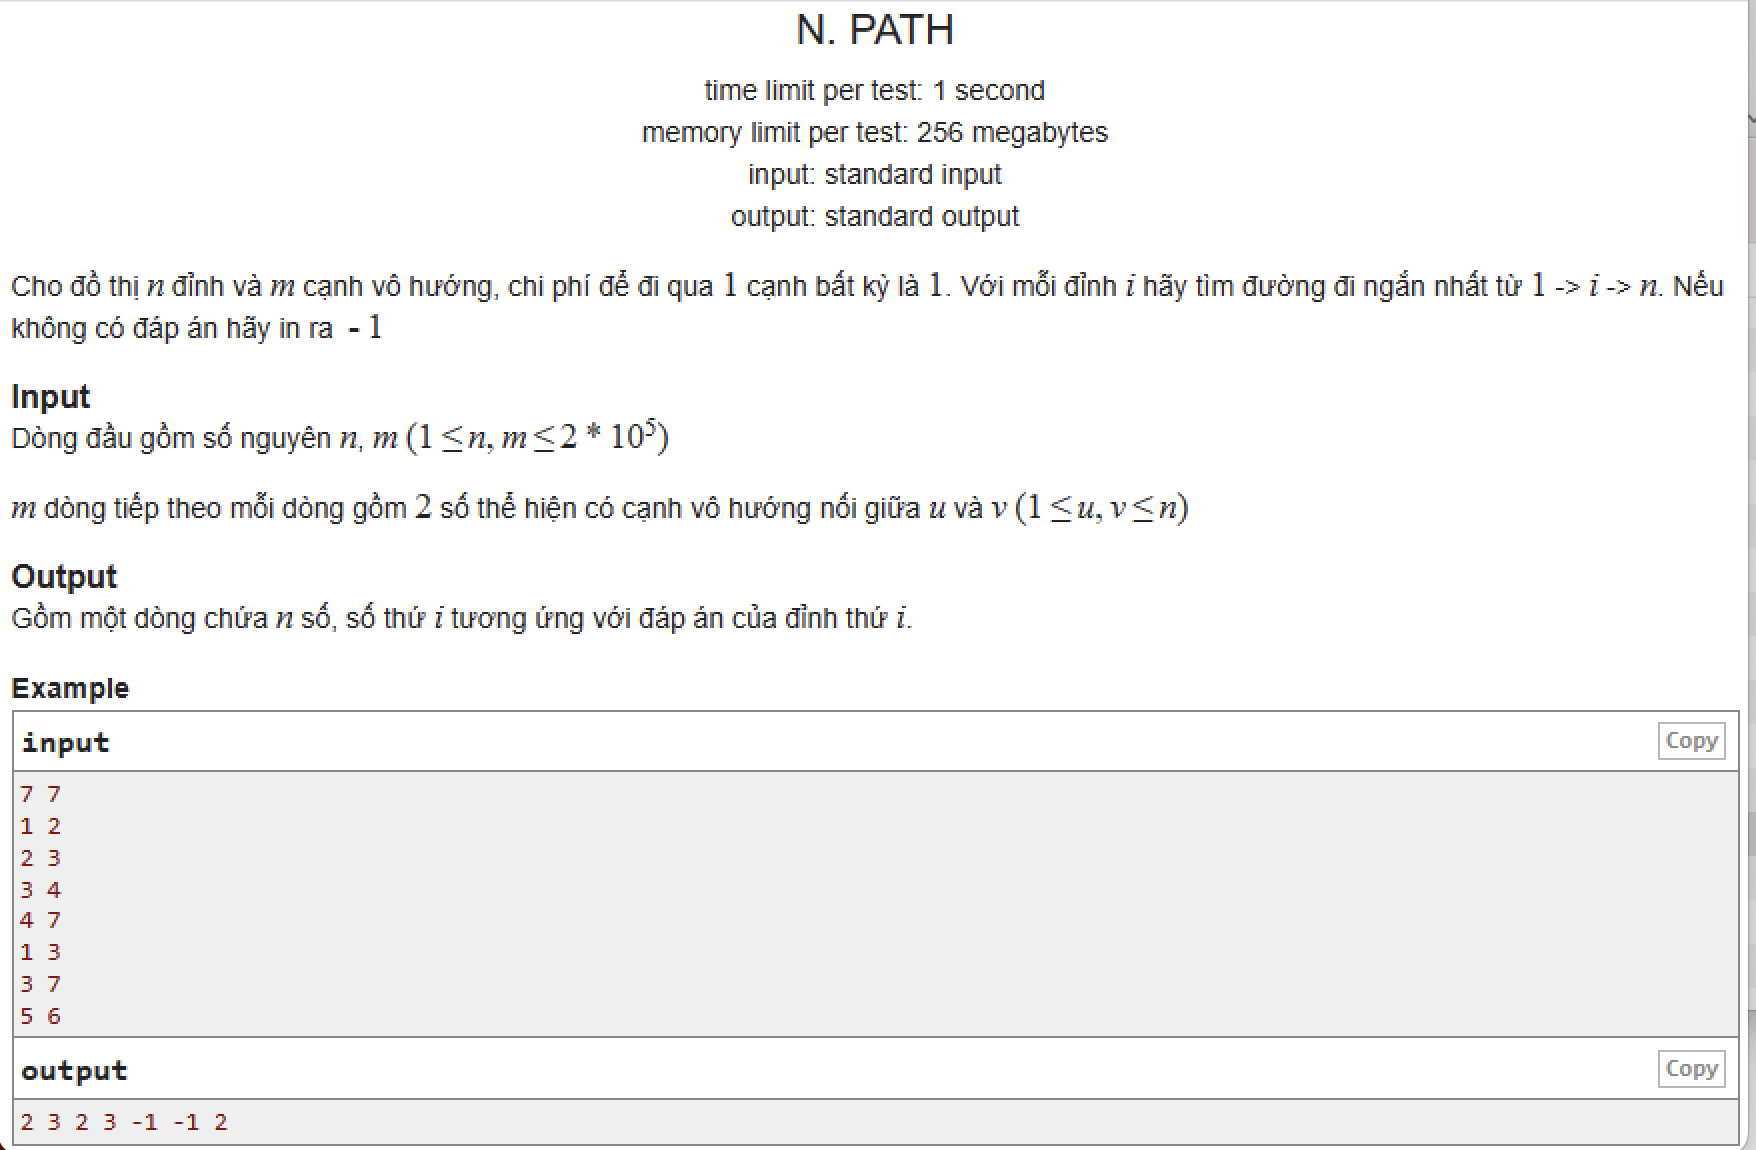 N. PATH
time limit per test: 1 second
memory limit per test: 256 megabytes
input: standard input
output: standard output
Cho đồ thị n đỉnh và m cạnh vô hướng, chi phí để đi qua 1 cạnh bất kỳ là 1. Với mỗi đỉnh i hãy tìm đường đi ngắn nhất từ 1 -> i -> n. Nếu
không có đáp án hãy in ra - 1
Input
Dòng đầu gồm số nguyên n, m (1 ≤ n, m ≤ 2 * 10⁵)
m dòng tiếp theo mỗi dòng gồm 2 số thể hiện có cạnh vô hướng nối giữa u và v (1 ≤ u, v ≤ n)
Output
Gồm một dòng chứa n số, số thứ i tương ứng với đáp án của đỉnh thứ i.
Example
input
Copy
7 7
1 2
2 3
3 4
4 7
1 3
3 7
5 6
output
Copy
2 3 2 3 -1 -1 2